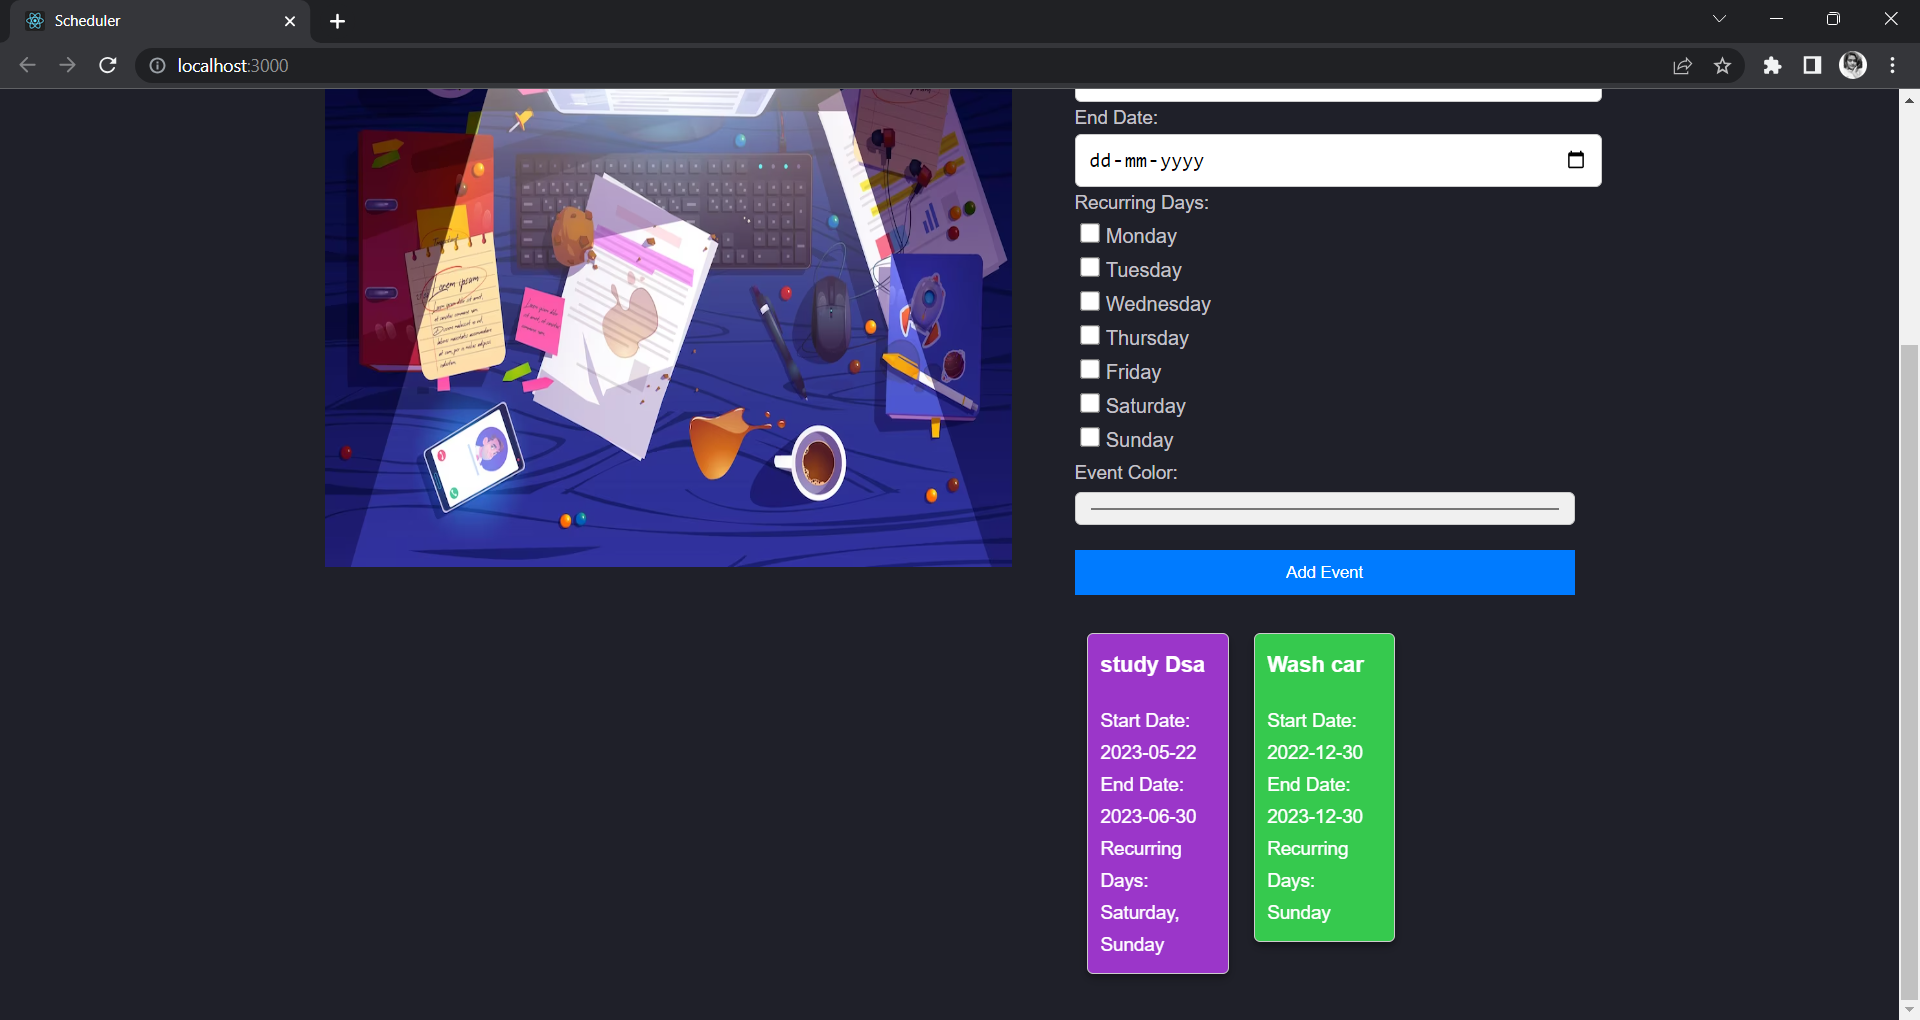 Scheduler
localhost:3000
End Date:
dd-mm-yyyy
Recurring Days:
Monday
Tuesday
Wednesday
Thursday
Friday
Saturday
Sunday
Event Color:
Add Event
study Dsa
Start Date:
2023-05-22
End Date:
2023-06-30
Recurring
Days:
Saturday,
Sunday
Wash car
Start Date:
2022-12-30
End Date:
2023-12-30
Recurring
Days:
Sunday
Lorem ipsum